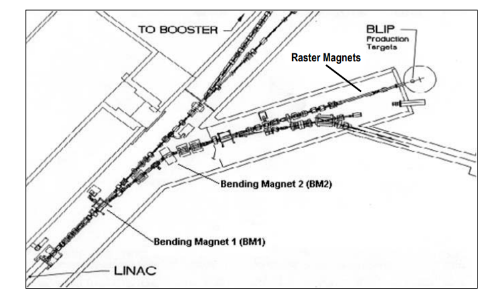 TO BOOSTER
BLIP
Production
Targets
Raster Magnets
Bending Magnet 2 (BM2)
Bending Magnet 1 (BM1)
LINAC